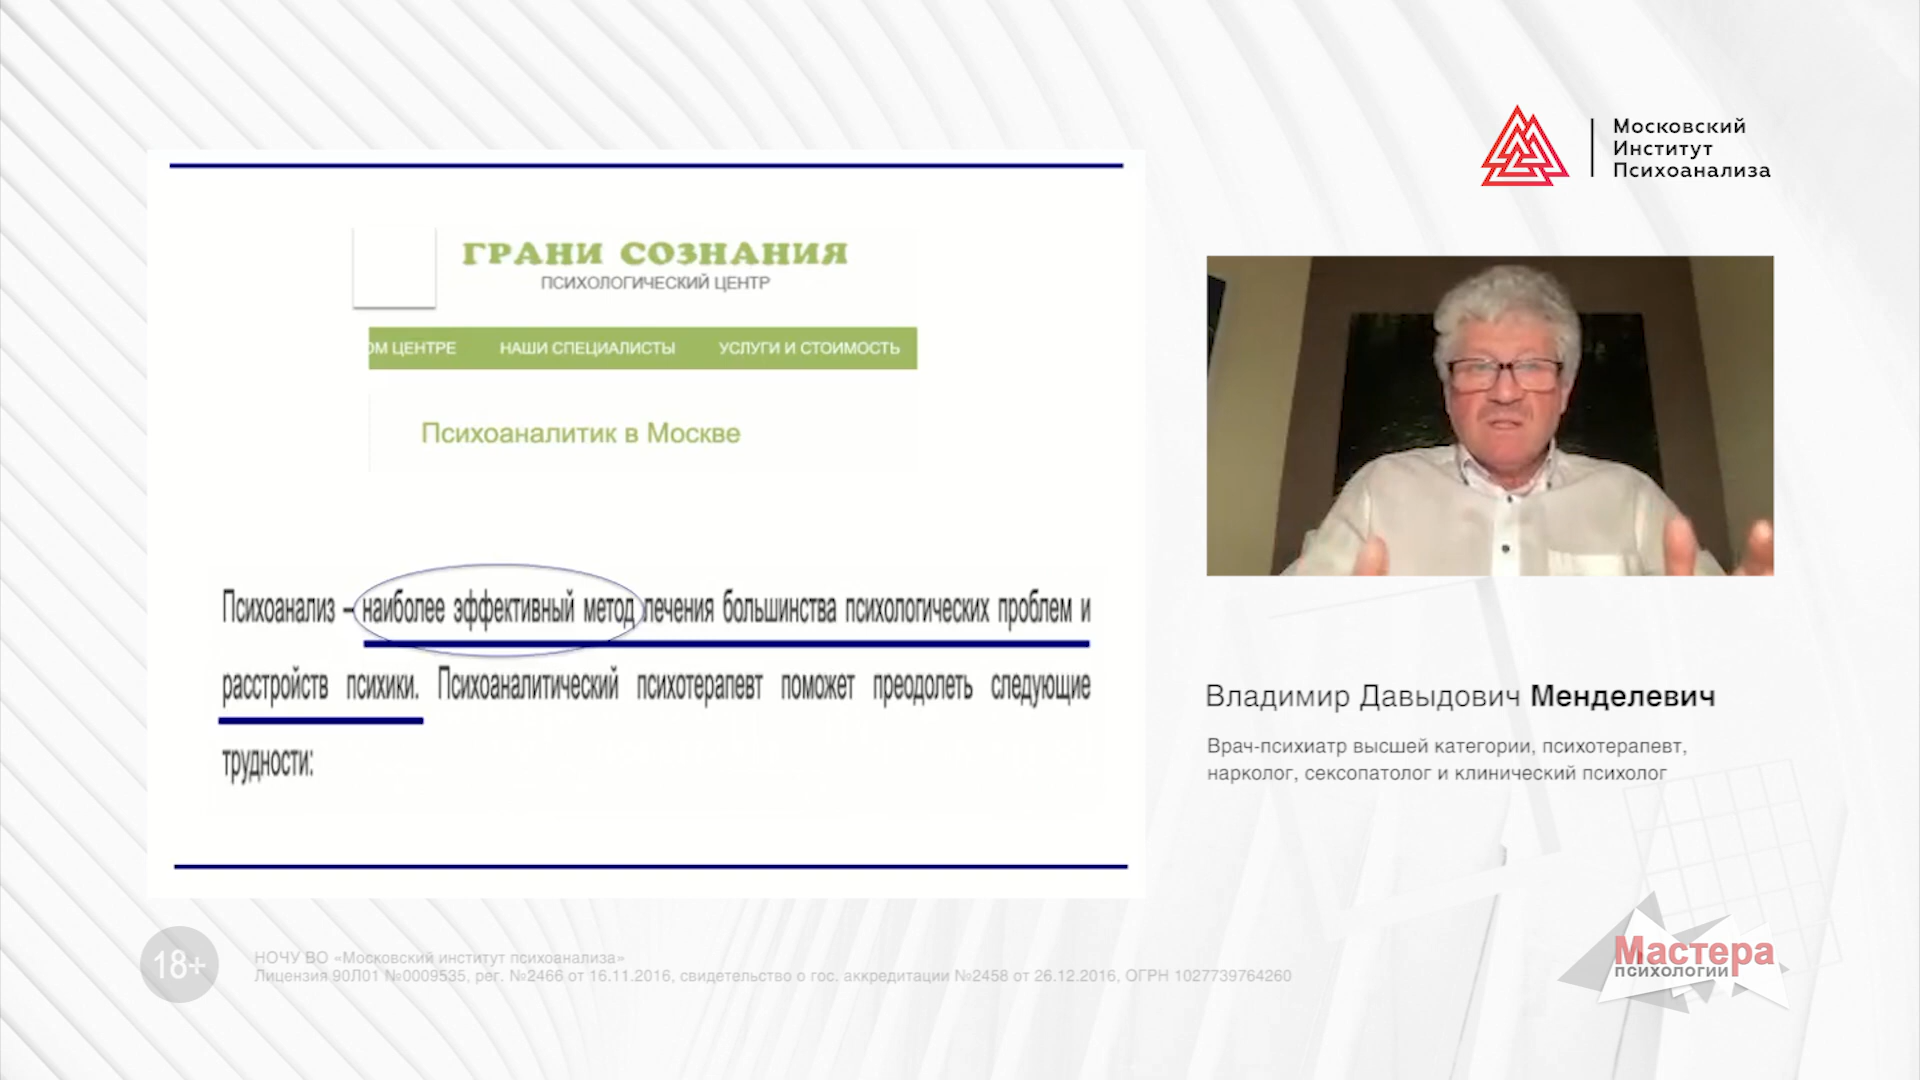 Московский
Институт
Психоанализа
ГРАНИ СОЗНАНИЯ
ПСИХОЛОГИЧЕСКИЙ ЦЕНТР
ОМ ЦЕНТРЕ НАШИ СПЕЦИАЛИСТЫ УСЛУГИ И СТОИМОСТЬ
Психоаналитик в Москве
Психоанализ – наиболее эффективный метод лечения большинства психологических проблем и
расстройств психики. Психоаналитический психотерапевт поможет преодолеть следующие
трудности:
Владимир Давыдович Менделевич
Врач-психиатр высшей категории, психотерапевт,
нарколог, сексопатолог и клинический психолог
18+
НОЧУ ВО «Московский институт психоанализа»
Лицензия 90Л01 №0009535, рег. №2466 от 16.11.2016, свидетельство о гос. аккредитации №2458 от 26.12.2016, ОГРН 1027739764260
Мастера
психологии